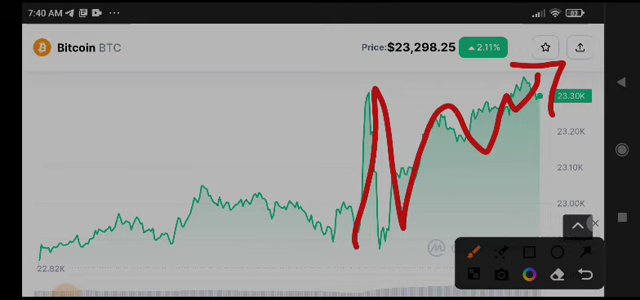 7:40 AM
83
Bitcoin BTC
Price: $23,298.25 2.11%
23.30K
23.20K
23.10K
23.00K
22.82K